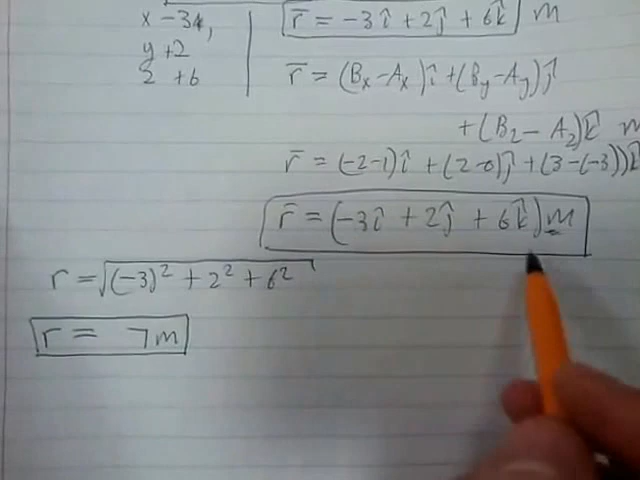 x -3i,
y +2
z +6
r̄ = -3î + 2ĵ + 6k̂ m
r̄ = (Bx - Ax)î + (By - Ay)ĵ
+ (Bz - Az)k̂ m
r̄ = (-2-1)î + (2-0)ĵ + (3-(-3))k̂
r̄ = (-3î + 2ĵ + 6k̂)m
r = √(-3)² + 2² + 6²
r = 7m